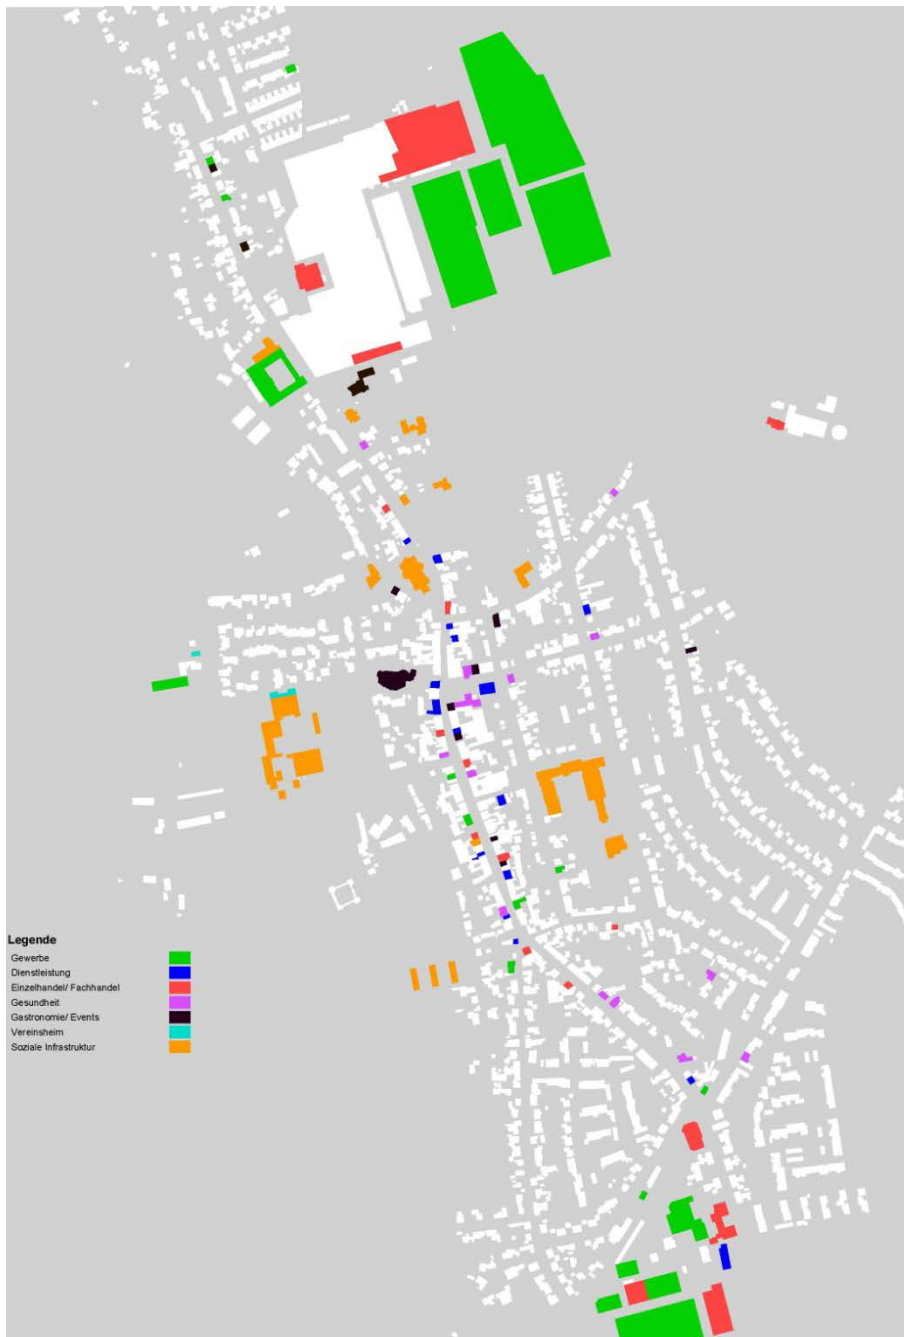 Legende
Gewerbe
Dienstleistung
Einzelhandel/ Fachhandel
Gesundheit
Gastronomie/ Events
Vereinsheim
Soziale Infrastruktur